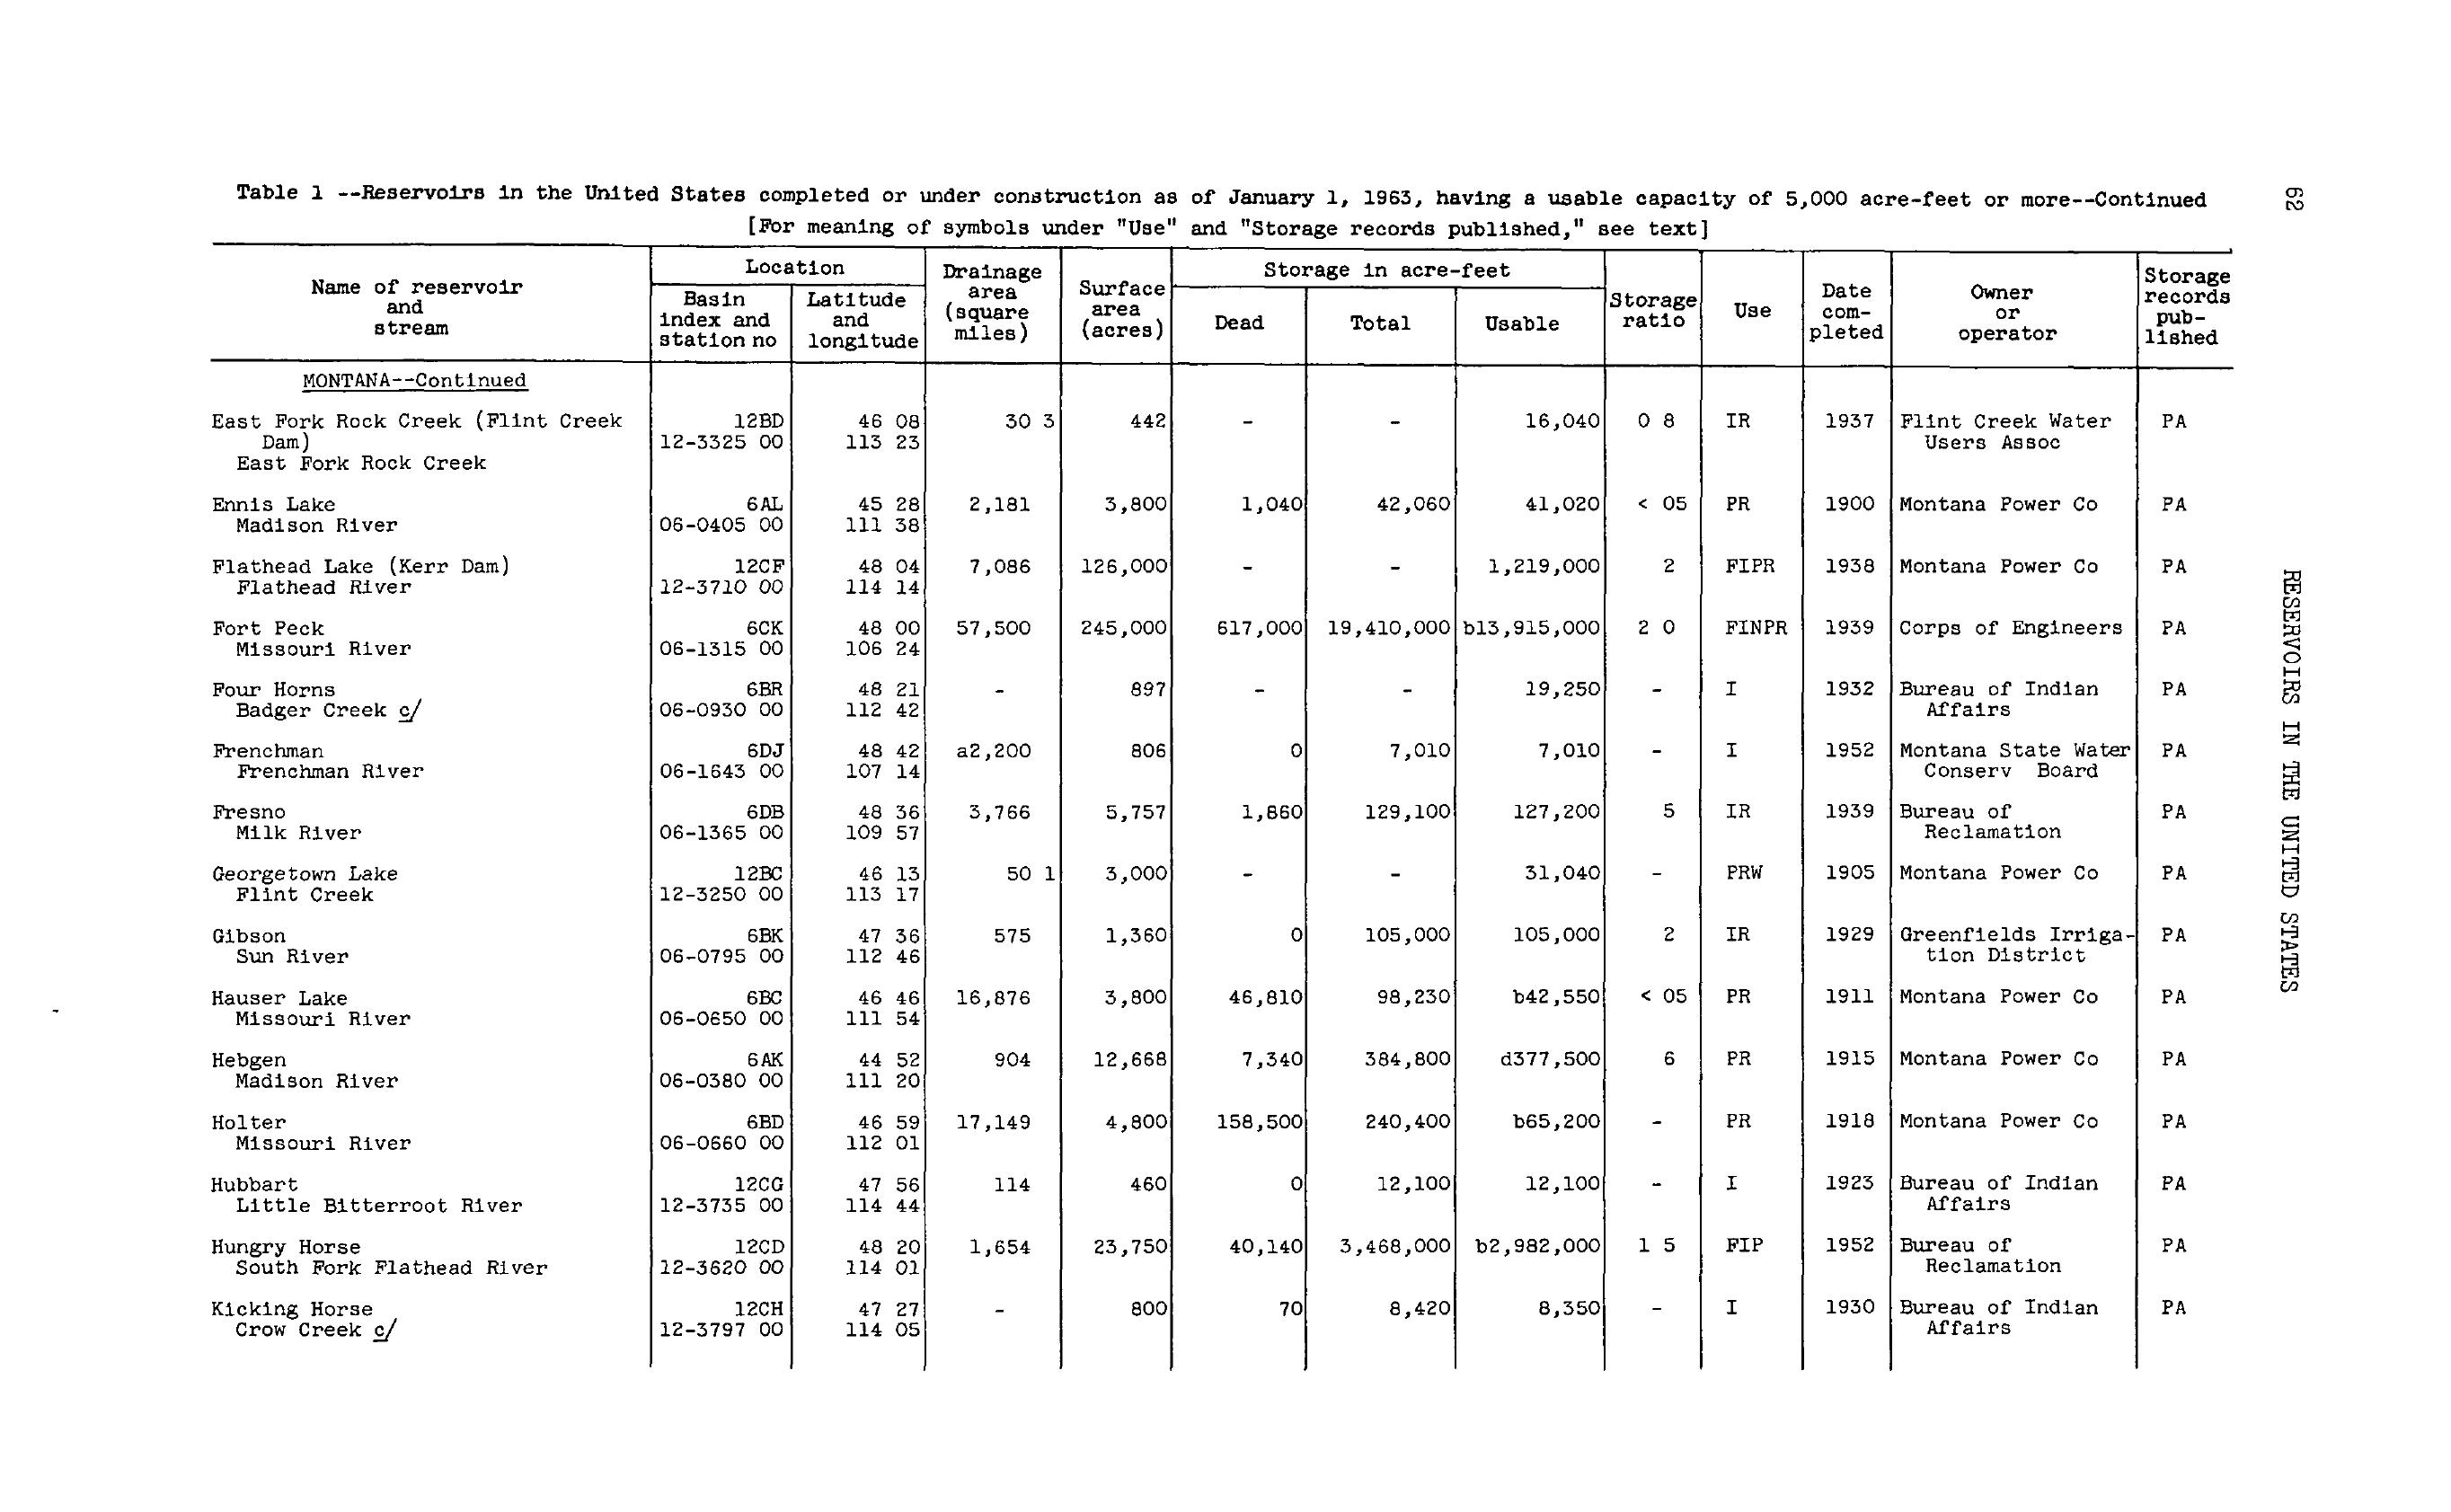 Table 1 --Reservoirs in the United States completed or under construction as of January 1, 1963, having a usable capacity of 5,000 acre-feet or more--Continued
62
[For meaning of symbols under "Use" and "Storage records published," see text]
Name of reservoir and stream | Location | Drainage area (square miles) | Surface area (acres) | Storage in acre-feet | Storage ratio | Use | Date com-pleted | Owner or operator | Storage records pub-lished
Basin index and station no | Latitude and longitude | Dead | Total | Usable
MONTANA--Continued
East Fork Rock Creek (Flint Creek 12BD 46 08 30 3 442 - - 16,040 0 8 IR 1937 Flint Creek Water PA
Dam) 12-3325 00 113 23 Users Assoc
East Fork Rock Creek
Ennis Lake 6AL 45 28 2,181 3,800 1,040 42,060 41,020 < 05 PR 1900 Montana Power Co PA
Madison River 06-0405 00 111 38
Flathead Lake (Kerr Dam) 12CF 48 04 7,086 126,000 - - 1,219,000 2 FIPR 1938 Montana Power Co PA
Flathead River 12-3710 00 114 14
Fort Peck 6CK 48 00 57,500 245,000 617,000 19,410,000 b13,915,000 2 0 FINPR 1939 Corps of Engineers PA
Missouri River 06-1315 00 106 24
Four Horns 6BR 48 21 - 897 - - 19,250 - I 1932 Bureau of Indian PA
Badger Creek c/ 06-0930 00 112 42 Affairs
Frenchman 6DJ 48 42 a2,200 806 0 7,010 7,010 - I 1952 Montana State Water PA
Frenchman River 06-1643 00 107 14 Conserv Board
Fresno 6DB 48 36 3,766 5,757 1,860 129,100 127,200 5 IR 1939 Bureau of PA
Milk River 06-1365 00 109 57 Reclamation
Georgetown Lake 12BC 46 13 50 1 3,000 - - 31,040 - PRW 1905 Montana Power Co PA
Flint Creek 12-3250 00 113 17
Gibson 6BK 47 36 575 1,360 0 105,000 105,000 2 IR 1929 Greenfields Irriga- PA
Sun River 06-0795 00 112 46 tion District
Hauser Lake 6BC 46 46 16,876 3,800 46,810 98,230 b42,550 < 05 PR 1911 Montana Power Co PA
Missouri River 06-0650 00 111 54
Hebgen 6AK 44 52 904 12,668 7,340 384,800 d377,500 6 PR 1915 Montana Power Co PA
Madison River 06-0380 00 111 20
Holter 6BD 46 59 17,149 4,800 158,500 240,400 b65,200 - PR 1918 Montana Power Co PA
Missouri River 06-0660 00 112 01
Hubbart 12CG 47 56 114 460 0 12,100 12,100 - I 1923 Bureau of Indian PA
Little Bitterroot River 12-3735 00 114 44 Affairs
Hungry Horse 12CD 48 20 1,654 23,750 40,140 3,468,000 b2,982,000 1 5 FIP 1952 Bureau of PA
South Fork Flathead River 12-3620 00 114 01 Reclamation
Kicking Horse 12CH 47 27 - 800 70 8,420 8,350 - I 1930 Bureau of Indian PA
Crow Creek c/ 12-3797 00 114 05 Affairs
RESERVOIRS IN THE UNITED STATES